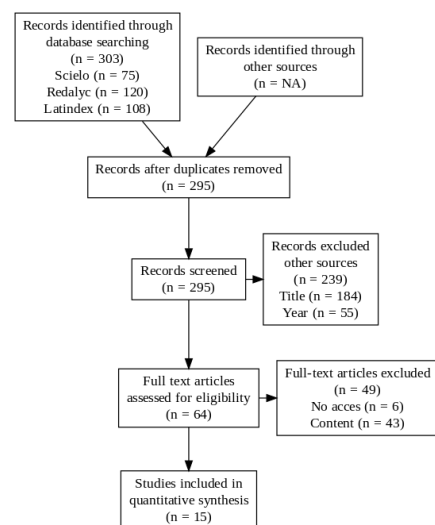 Records identified through
database searching
(n = 303)
Scielo (n = 75)
Redalyc (n = 120)
Latindex (n = 108)
Records identified through
other sources
(n = NA)
Records after duplicates removed
(n = 295)
Records screened
(n = 295)
Records excluded
other sources
(n = 239)
Title (n = 184)
Year (n = 55)
Full text articles
assessed for eligibility
(n = 64)
Full-text articles excluded
(n = 49)
No acces (n = 6)
Content (n = 43)
Studies included in
quantitative synthesis
(n = 15)